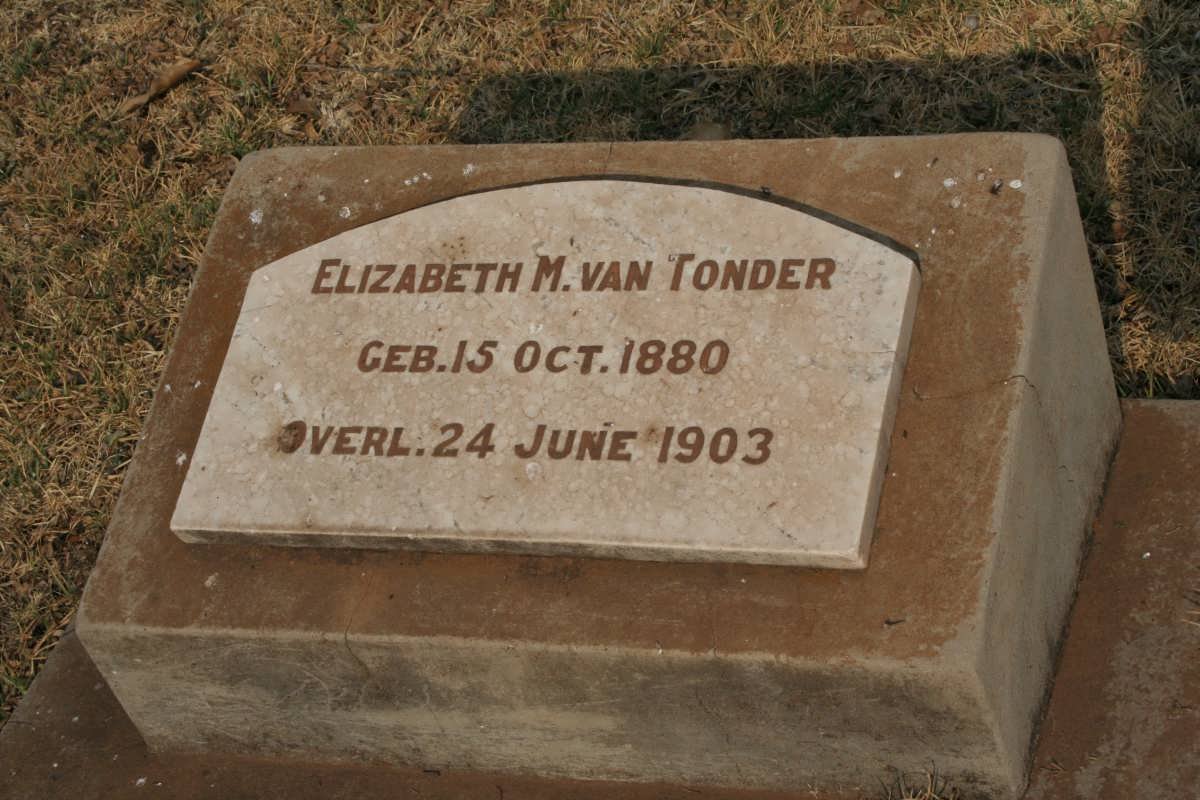 ELIZABETH M. VAN TONDER
GEB. 15 OCT. 1880
OVERL. 24 JUNE 1903